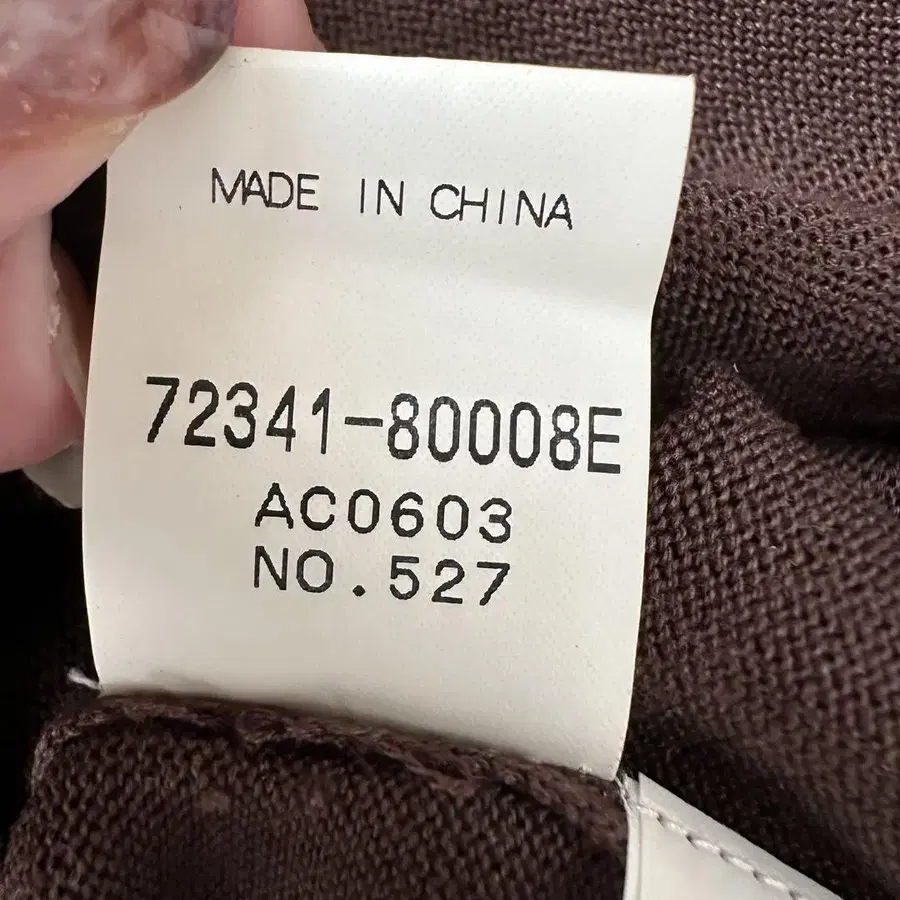 MADE IN CHINA
72341-80008E
AC0603
NO.527